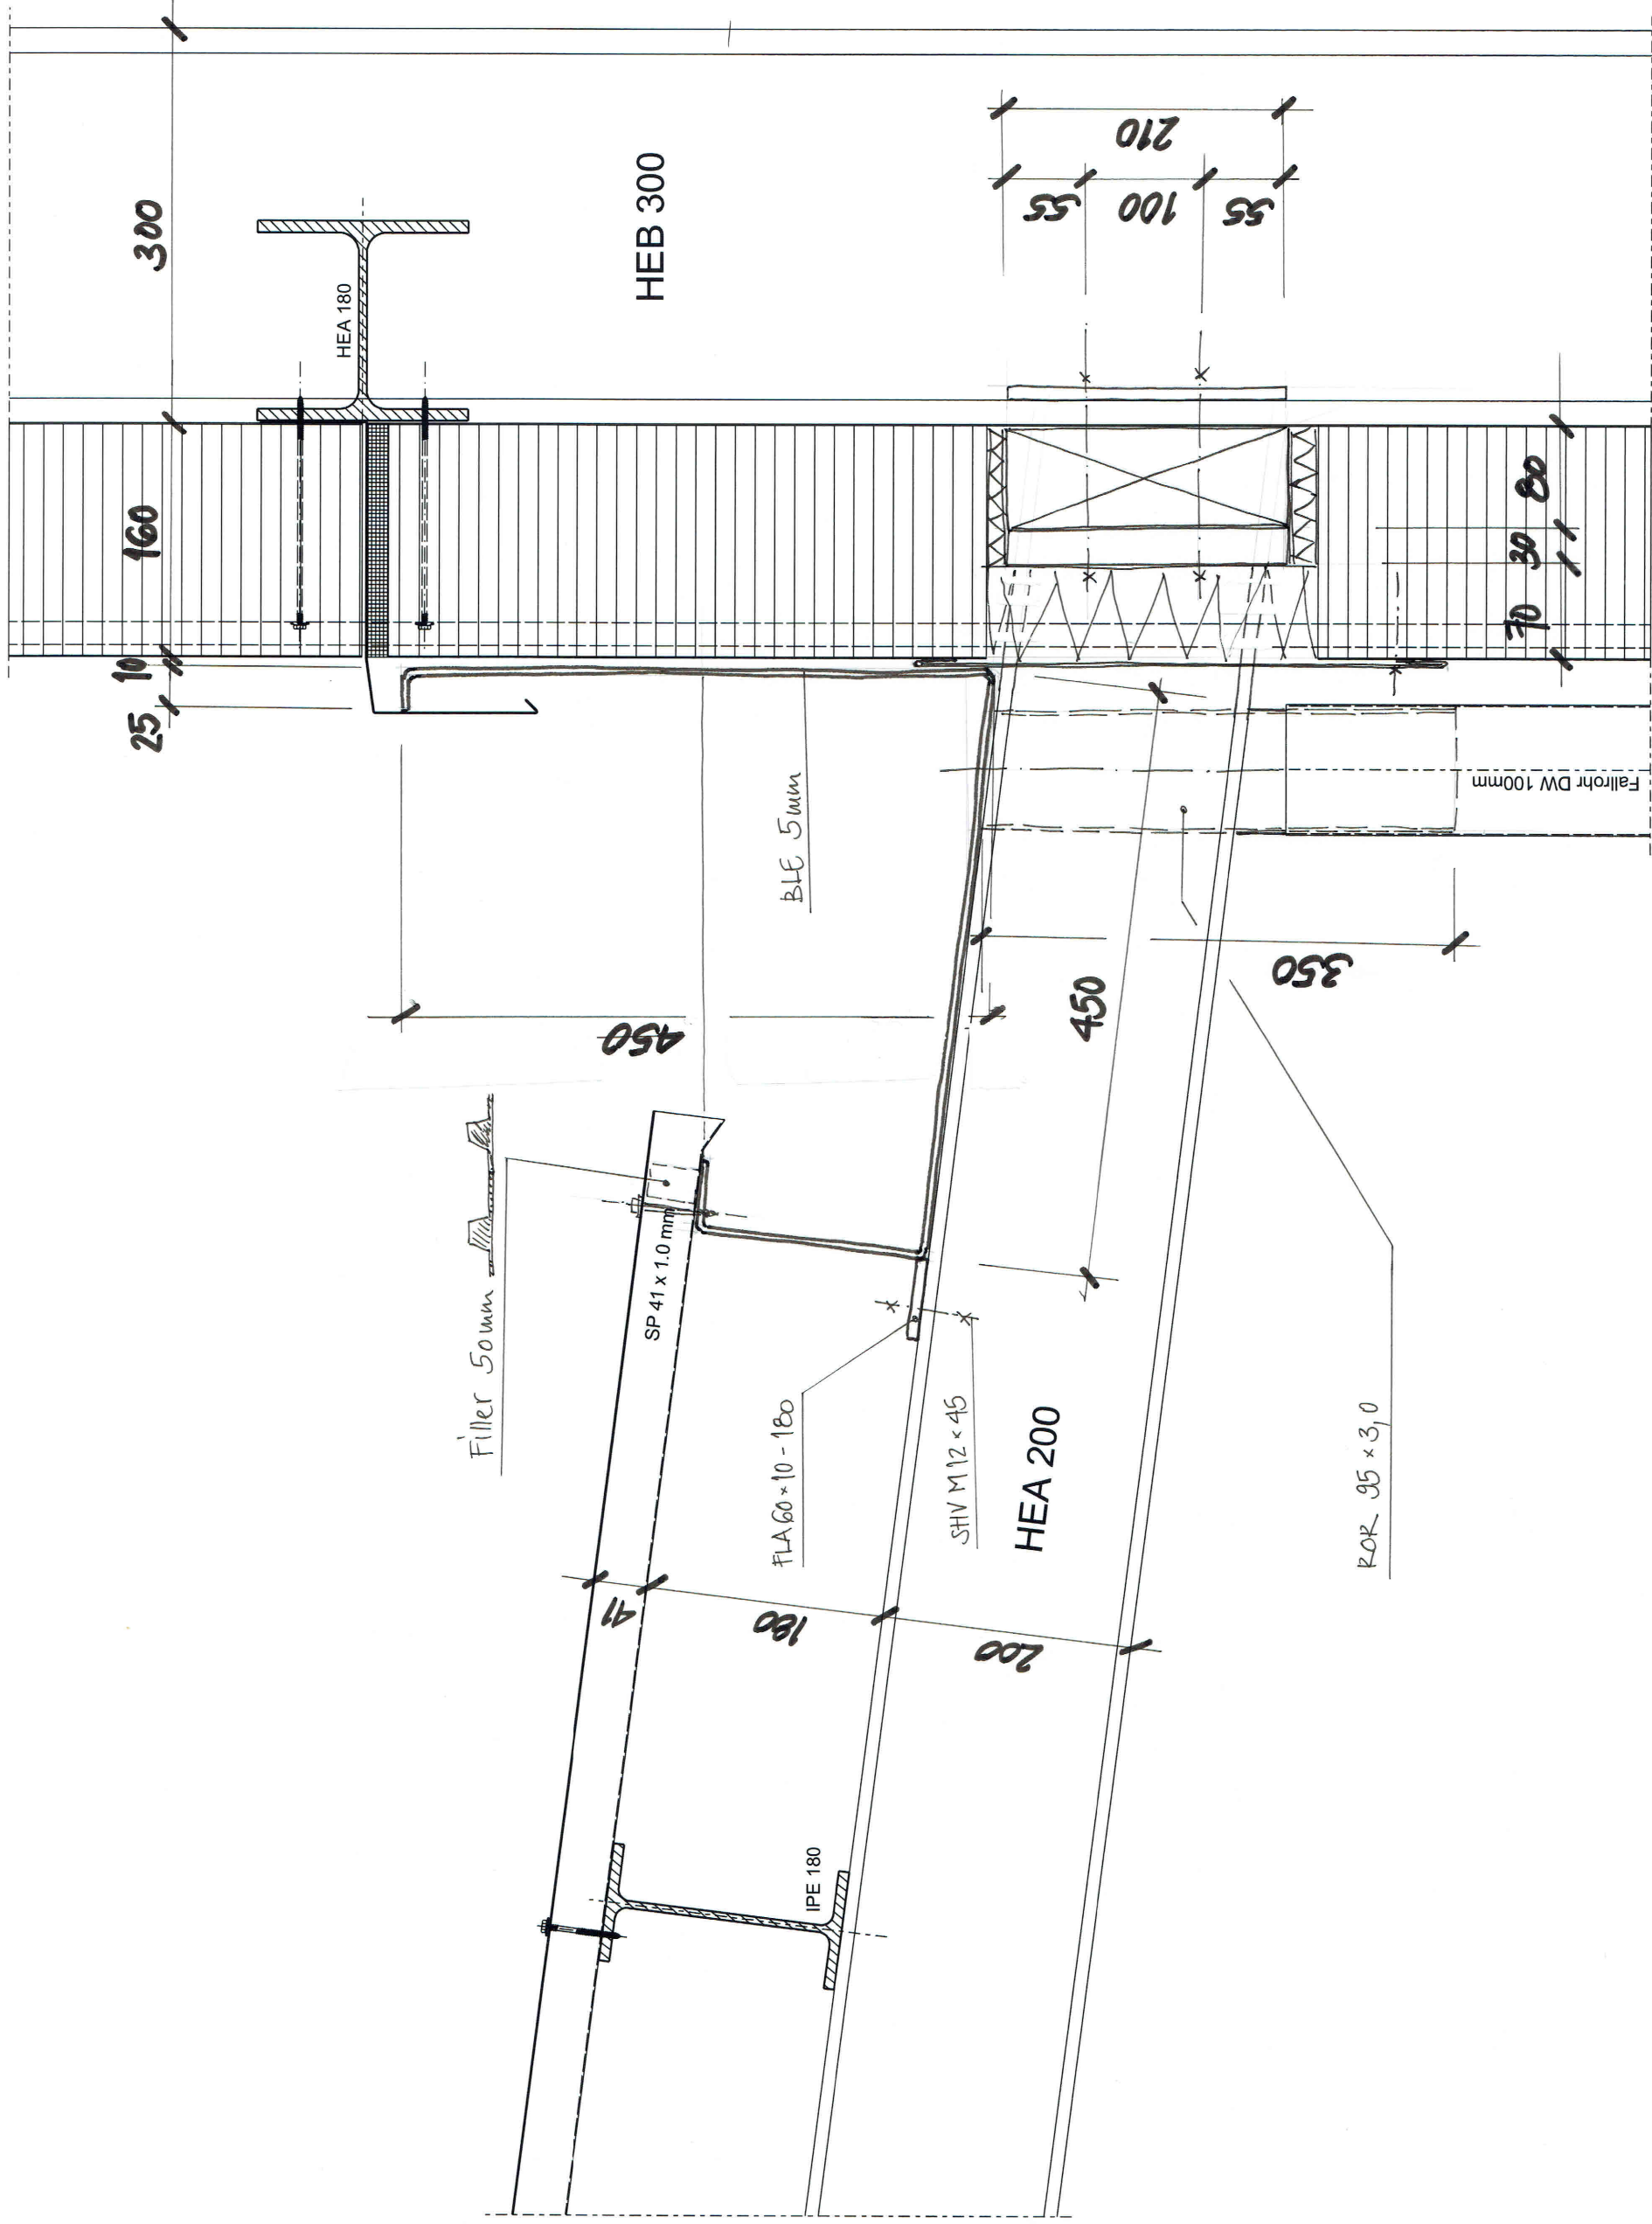 300
160
10
25
HEA 180
HEB 300
210
55
100
55
80
30
70
BLE 5mm
Fallrohr DW 100mm
450
450
350
Filler 50mm
SP 41 x 1.0 mm
FLA 60×10-180
SHV M12×45
HEA 200
ROR 95×3,0
41
180
200
IPE 180